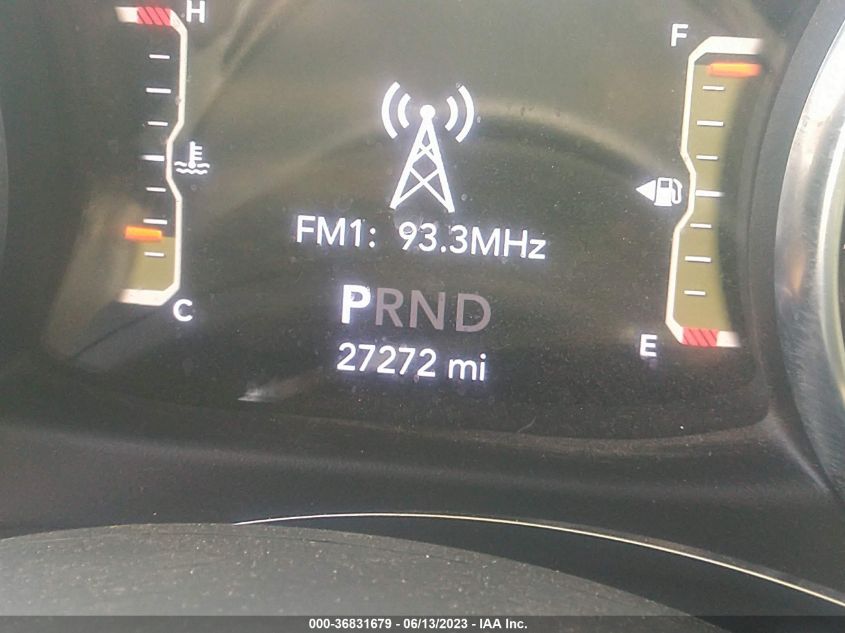 H
F
FM1: 93.3MHz
C
PRND
E
27272 mi
000-36831679 - 06/13/2023 - IAA Inc.